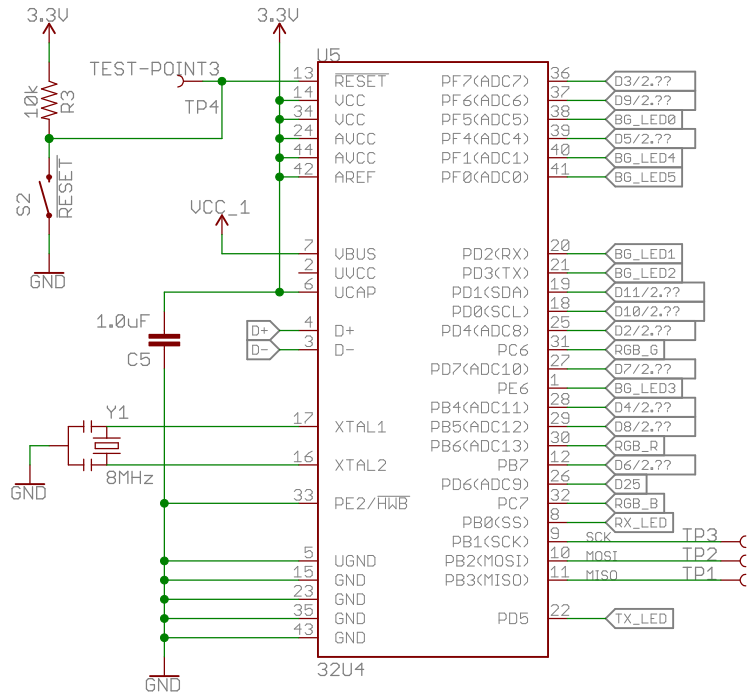 3.3V
3.3V
U5
TEST-POINT3
TP4
10k
R3
S2
RESET
GND
VCC_1
1.0uF
C5
D+
D-
Y1
8MHz
GND
GND
13 RESET PF7(ADC7) 36 D3/2.??
14 VCC PF6(ADC6) 37 D9/2.??
34 VCC PF5(ADC5) 38 BG_LED0
24 AVCC PF4(ADC4) 39 D5/2.??
44 AVCC PF1(ADC1) 40 BG_LED4
42 AREF PF0(ADC0) 41 BG_LED5
7 VBUS PD2(RX) 20 BG_LED1
2 UVCC PD3(TX) 21 BG_LED2
6 UCAP PD1(SDA) 19 D11/2.??
PD0(SCL) 18 D10/2.??
4 D+ PD4(ADC8) 25 D2/2.??
3 D- PC6 31 RGB_G
PD7(ADC10) 27 D7/2.??
PE6 1 BG_LED3
PB4(ADC11) 28 D4/2.??
17 XTAL1 PB5(ADC12) 29 D8/2.??
PB6(ADC13) 30 RGB_R
16 XTAL2 PB7 12 D6/2.??
PD6(ADC9) 26 D25
33 PE2/HWB PC7 32 RGB_B
PB0(SS) 8 RX_LED
PB1(SCK) 9 SCK TP3
5 UGND PB2(MOSI) 10 MOSI TP2
15 GND PB3(MISO) 11 MISO TP1
23 GND
35 GND PD5 22 TX_LED
43 GND
32U4